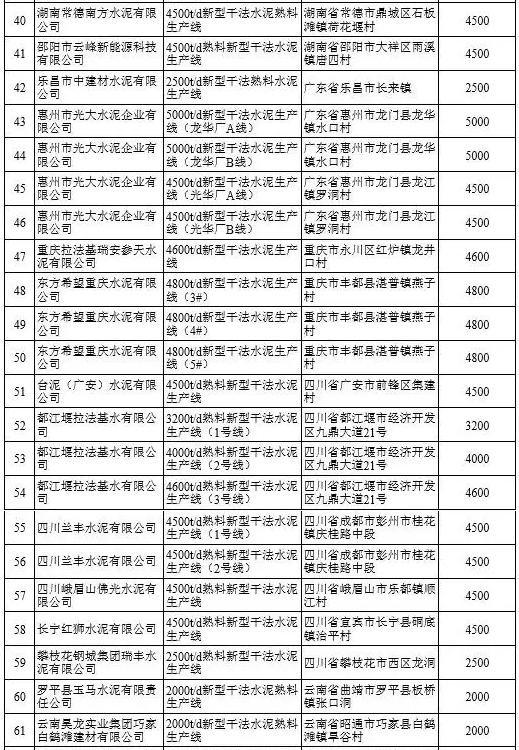 40 湖南省常德南方水泥有限公司 4500t/d新型干法水泥熟料生产线 湖南省常德市鼎城区石板滩镇荷花堰村 4500
41 邵阳市云峰新能源科技有限公司 4500t/d熟料新型干法水泥生产线 湖南省邵阳市大祥区雨溪镇唐四村 4500
42 乐昌市中建材水泥有限公司 2500t/d新型干法熟料水泥生产线 广东省乐昌市长来镇 2500
43 惠州市光大水泥企业有限公司 5000t/d新型干法水泥生产线(龙华厂A线) 广东省惠州市龙门县龙华镇水口村 5000
44 惠州市光大水泥企业有限公司 5000t/d新型干法水泥生产线(龙华厂B线) 广东省惠州市龙门县龙华镇水口村 5000
45 惠州市光大水泥企业有限公司 4500t/d新型干法水泥生产线(光华厂A线) 广东省惠州市龙门县龙江镇罗洞村 4500
46 惠州市光大水泥企业有限公司 4500t/d新型干法水泥生产线(光华厂B线) 广东省惠州市龙门县龙江镇罗洞村 4500
47 重庆拉法基瑞安参天水泥有限公司 4600t/d新型干法水泥生产线 重庆市永川区红炉镇龙井口村 4600
48 东方希望重庆水泥有限公司 4800t/d新型干法水泥生产线(3#) 重庆市丰都县湛普镇燕子村 4800
49 东方希望重庆水泥有限公司 4800t/d新型干法水泥生产线(4#) 重庆市丰都县湛普镇燕子村 4800
50 东方希望重庆水泥有限公司 4800t/d新型干法水泥生产线(5#) 重庆市丰都县湛普镇燕子村 4800
51 台泥(广安)水泥有限公司 4500t/d熟料新型干法水泥生产线 四川省广安市前锋区集建村 4500
52 都江堰拉法基水有限公司 3200t/d熟料新型干法水泥生产线(1号线) 四川省都江堰市经济开发区九鼎大道21号 3200
53 都江堰拉法基水有限公司 4000t/d熟料新型干法水泥生产线(2号线) 四川省都江堰市经济开发区九鼎大道21号 4000
54 都江堰拉法基水有限公司 4600t/d熟料新型干法水泥生产线(3号线) 四川省都江堰市经济开发区九鼎大道21号 4600
55 四川兰丰水泥有限公司 4500t/d熟料新型干法水泥生产线(1号线) 四川省成都市彭州市桂花镇庆桂路中段 4500
56 四川兰丰水泥有限公司 4500t/d熟料新型干法水泥生产线(2号线) 四川省成都市彭州市桂花镇庆桂路中段 4500
57 四川峨眉山佛光水泥有限公司 4500t/d熟料新型干法水泥生产线 四川省峨眉山市乐都镇顺江村 4500
58 长宁红狮水泥有限公司 4500t/d熟料新型干法水泥生产线 四川省宜宾市长宁县硐底镇治平村 4500
59 攀枝花钢城集团瑞丰水泥有限公司 2500t/d熟料新型干法水泥生产线 四川省攀枝花市西区龙洞 2500
60 罗平县玉马水泥有限责任公司 2000t/d新型干法水泥熟料生产线 云南省曲靖市罗平县板桥镇张口洞 2000
61 云南昊龙实业集团巧家白鹤滩建材有限公司 2000t/d新型干法水泥熟料生产线 云南省昭通市巧家县白鹤滩镇旱谷村 2000